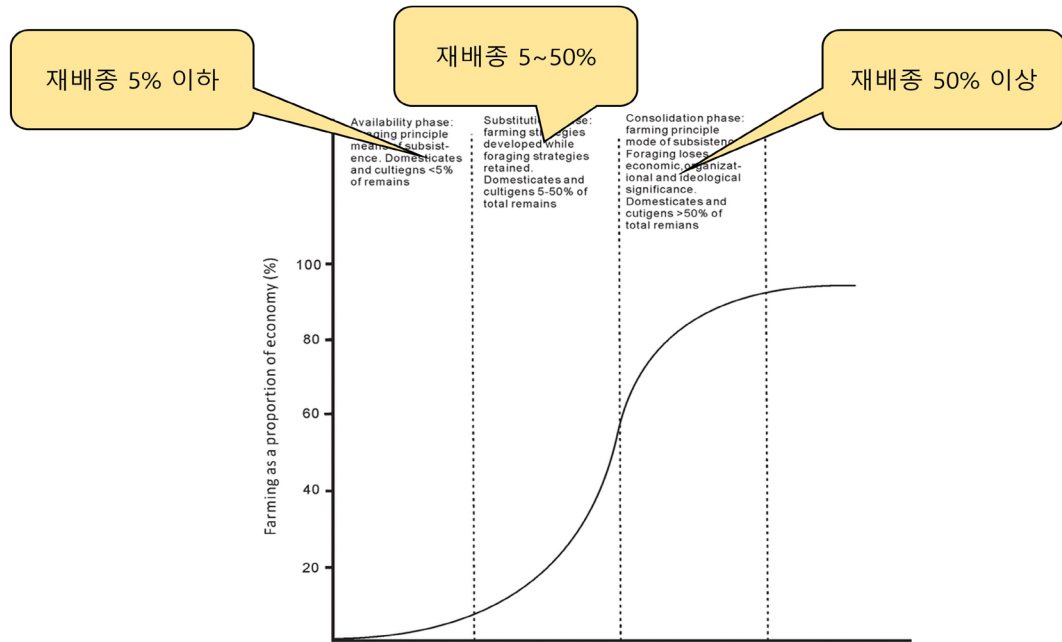 재배종 5% 이하
재배종 5~50%
재배종 50% 이상
Availability phase:
principle
means of subsist-
ence. Domesticates
and cultiegns <5%
of remains
farming
developed while
foraging strategies
retained.
Domesticates and
cultigens 5-50% of
total remains
Consolidation phase:
farming principle
mode of
Foraging loses
economic, organizat-
ional and ideological
significance.
Domesticates and
cutigens >50% of
total remians
Farming as a proportion of economy (%)
100
80
60
40
20